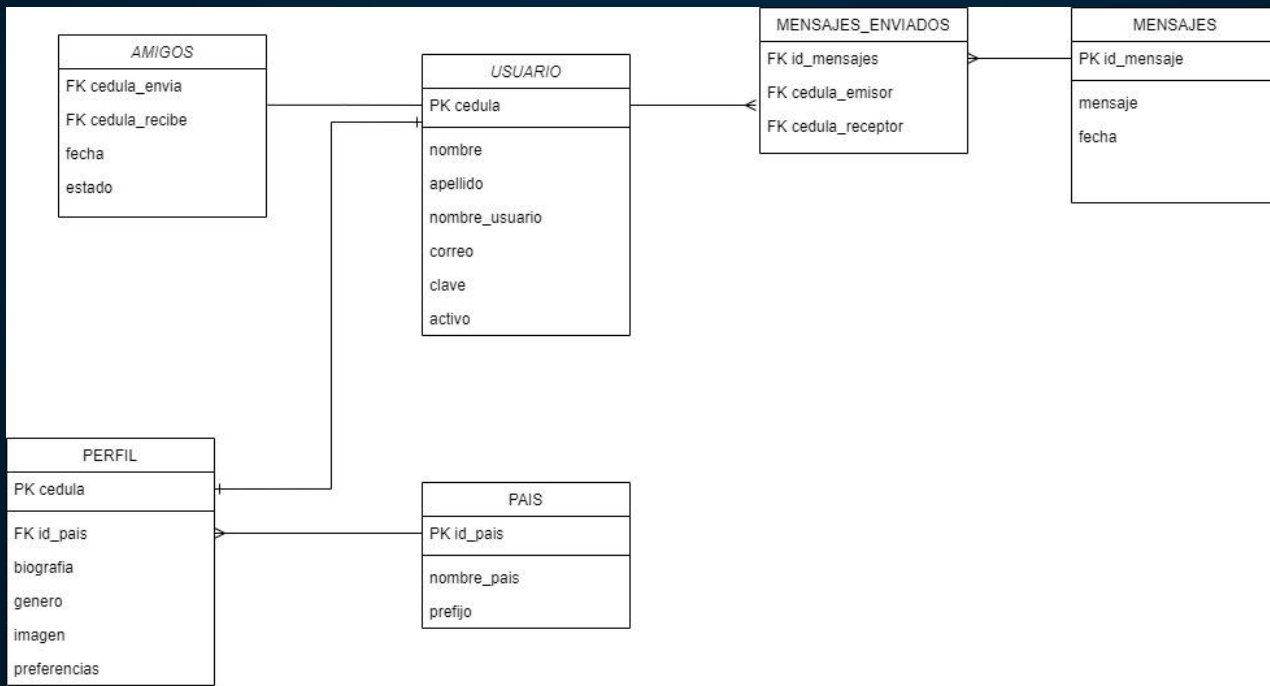 AMIGOS
FK cedula_envia
FK cedula_recibe
fecha
estado
USUARIO
PK cedula
nombre
apellido
nombre_usuario
correo
clave
activo
MENSAJES_ENVIADOS
FK id_mensajes
FK cedula_emisor
FK cedula_receptor
MENSAJES
PK id_mensaje
mensaje
fecha
PERFIL
PK cedula
FK id_pais
biografia
genero
imagen
preferencias
PAIS
PK id_pais
nombre_pais
prefijo